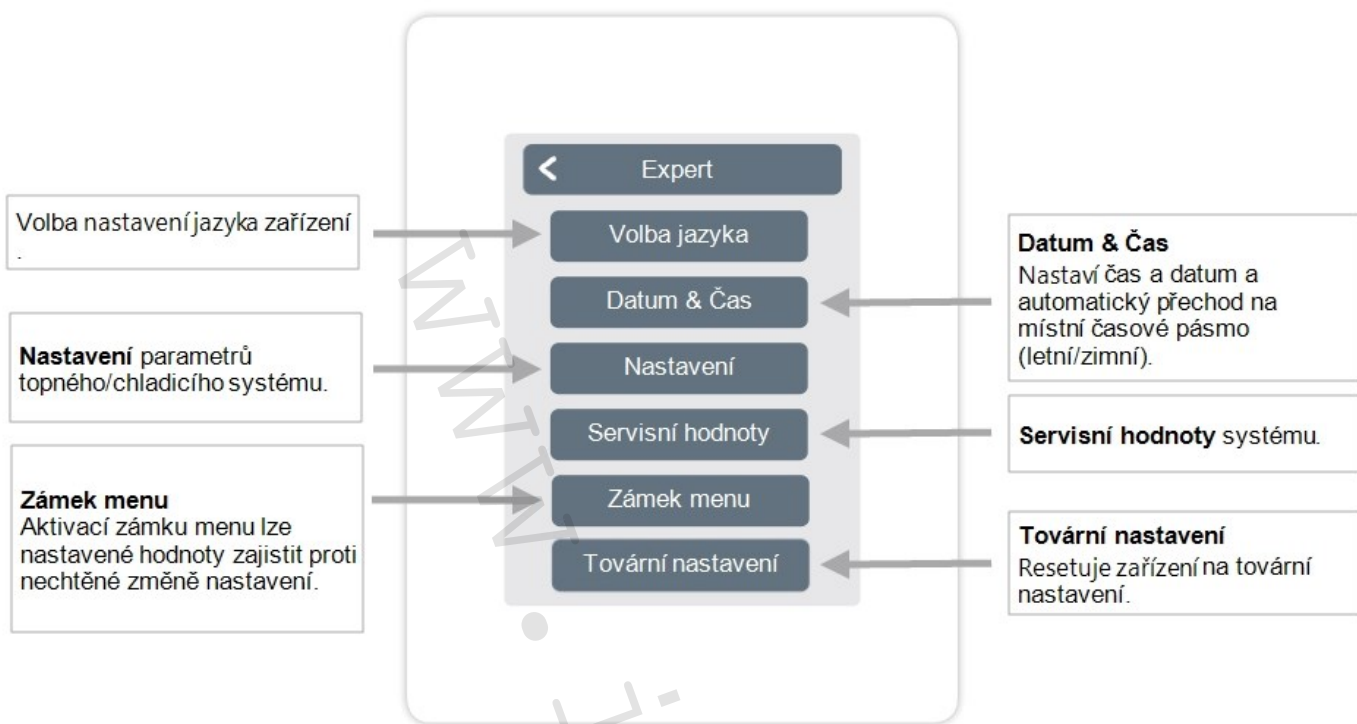 Expert
Volba jazyka
Datum & Čas
Nastavení
Servisní hodnoty
Zámek menu
Tovární nastavení
Volba nastavení jazyka zařízení
.
Nastavení parametrů
topného/chladicího systému.
Zámek menu
Aktivací zámku menu lze
nastavené hodnoty zajistit proti
nechtěné změně nastavení.
Datum & Čas
Nastaví čas a datum a
automatický přechod na
místní časové pásmo
(letní/zimní).
Servisní hodnoty systému.
Tovární nastavení
Resetuje zařízení na tovární
nastavení.
www.i